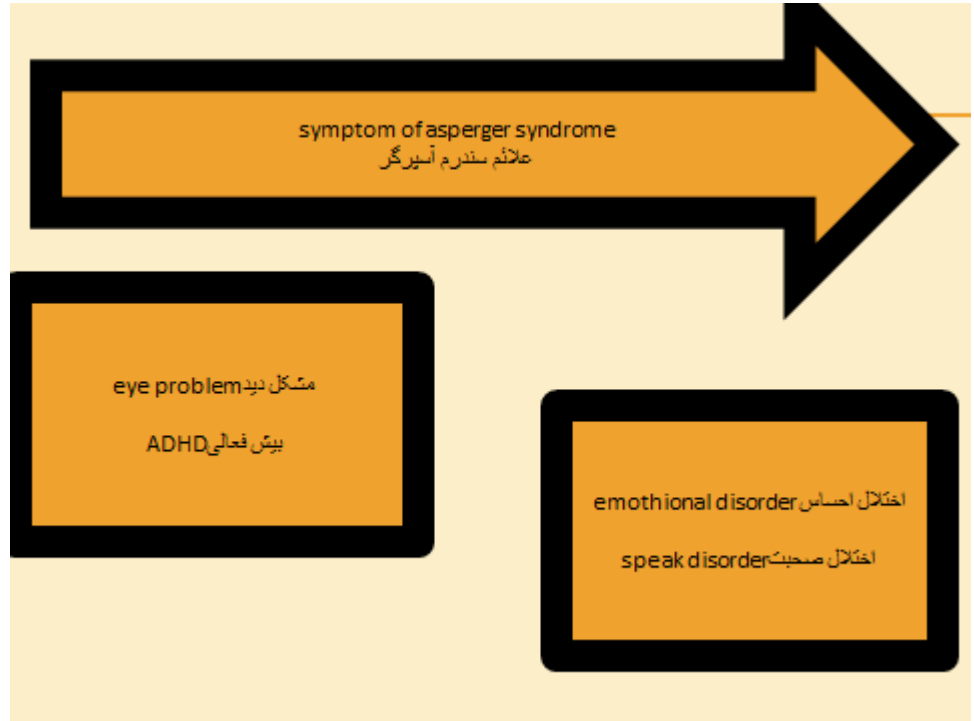 symptom of asperger syndrome
علائم سندرم آسپرگر
eye problemمشکل دید
ADHDبیش فعالی
emothional disorderاختلال احساس
speak disorderاختلال صحبت